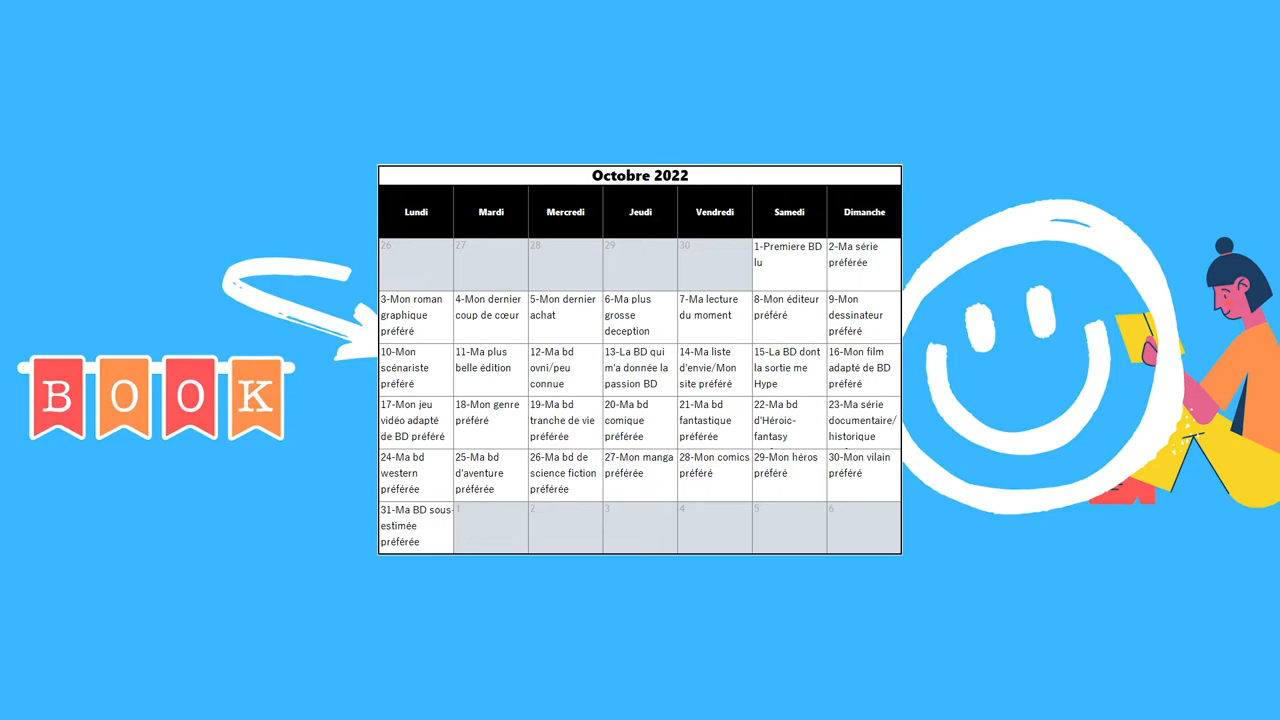 Octobre 2022
Lundi Mardi Mercredi Jeudi Vendredi Samedi Dimanche
26 27 28 29 30
1-Premiere BD
lu
2-Ma série
préférée
3-Mon roman
graphique
préféré
4-Mon dernier
coup de cœur
5-Mon dernier
achat
6-Ma plus
grosse
deception
7-Ma lecture
du moment
8-Mon éditeur
préféré
9-Mon
dessinateur
préféré
10-Mon
scénariste
préféré
11-Ma plus
belle édition
12-Ma bd
ovni/peu
connue
13-La BD qui
m'a donnée la
passion BD
14-Ma liste
d'envie/Mon
site préféré
15-La BD dont
la sortie me
Hype
16-Mon film
adapté de BD
préféré
17-Mon jeu
vidéo adapté
de BD préféré
18-Mon genre
préféré
19-Ma bd
tranche de vie
préférée
20-Ma bd
comique
préférée
21-Ma bd
fantastique
préférée
22-Ma bd
d'Héroic-
fantasy
23-Ma série
documentaire/
historique
24-Ma bd
western
préférée
25-Ma bd
d'aventure
préférée
26-Ma bd de
science fiction
préférée
27-Mon manga
préférée
28-Mon comics
préféré
29-Mon héros
préféré
30-Mon vilain
préféré
31-Ma BD sous-
estimée
préférée
1 2 3 4 5 6
BOOK